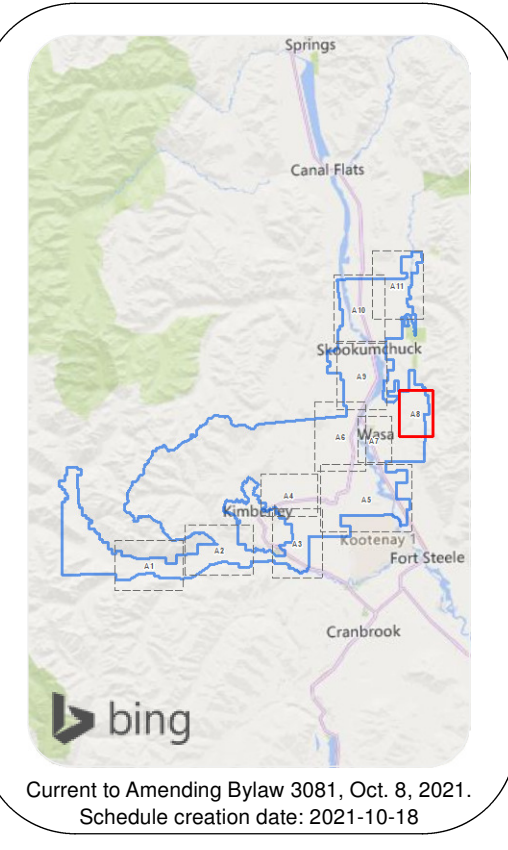 Springs
Canal Flats
A11
A10
Skookumchuck
A9
A8
A6
Wasa
A7
A4
A5
Kimberley
A3
Kootenay 1
A2
Fort Steele
A1
Cranbrook
bing
Current to Amending Bylaw 3081, Oct. 8, 2021.
Schedule creation date: 2021-10-18